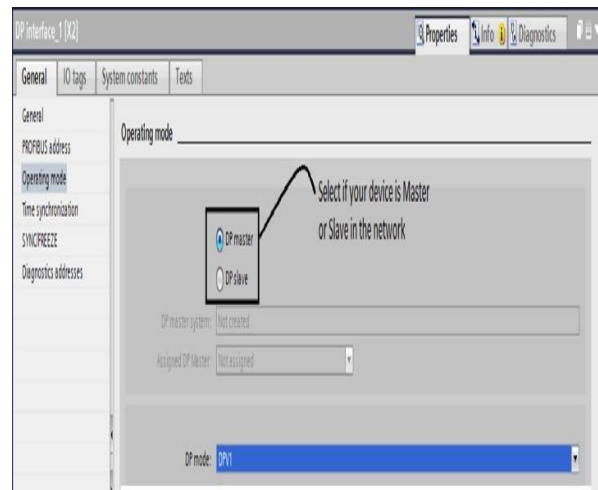 DP interface_1 [X2]
Properties Info Diagnostics
General IO tags System constants Texts
General
PROFIBUS address
Operating mode
Time synchronization
SYNC/FREEZE
Diagnostics addresses
Operating mode
Select if your device is Master
or Slave in the network
DP master
DP slave
DP master system: Not created
Assigned DP Master: Not assigned
DP mode: DPV1